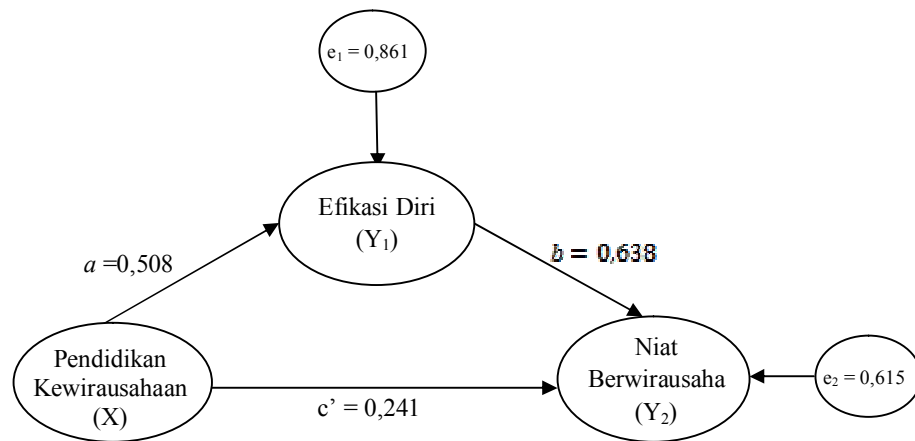 e₁ = 0,861
Efikasi Diri
(Y₁)
a =0,508
b = 0,638
Pendidikan
Kewirausahaan
(X)
c’ = 0,241
Niat
Berwirausaha
(Y₂)
e₂ = 0,615